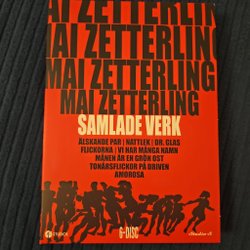 MAI ZETTERLING
MAI ZETTERLING
MAI ZETTERLING
MAI ZETTERLING
SAMLADE VERK
ÄLSKANDE PAR | NATTLEK | DR. GLAS
FLICKORNA | VI HAR MÅNGA NAMN
MÅNEN ÄR EN GRÖN OST
TONÅRSFLICKOR PÅ DRIVEN
AMOROSA
6-DISC
Studio S